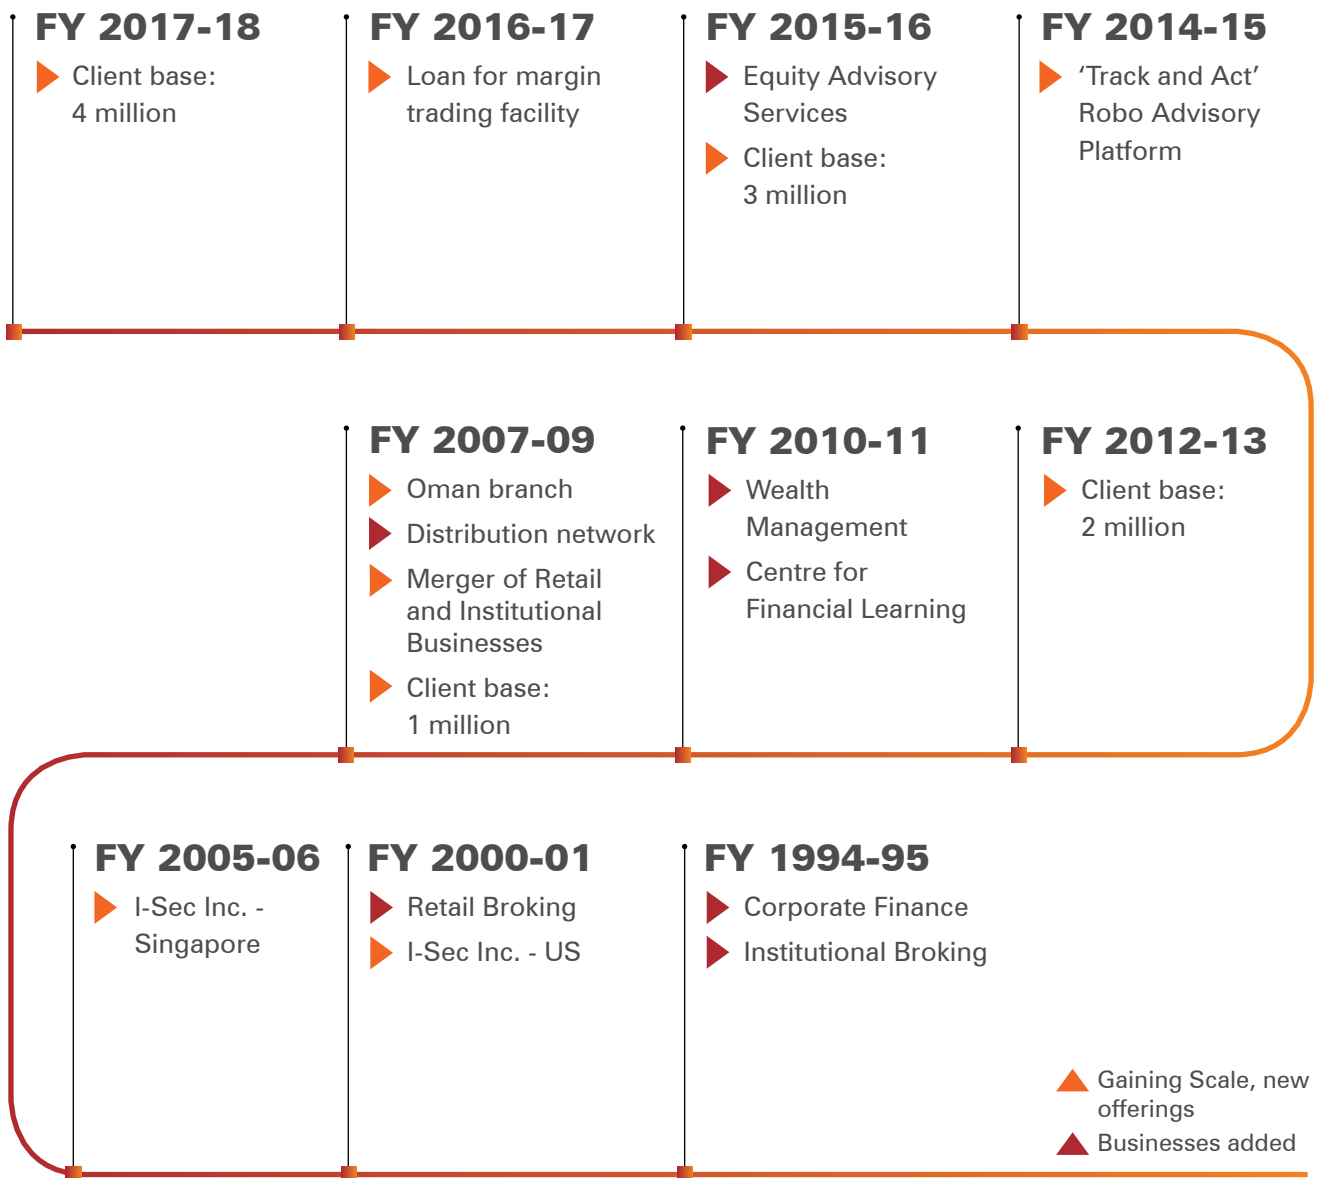 FY 2017-18
Client base:
4 million
FY 2016-17
Loan for margin
trading facility
FY 2015-16
Equity Advisory
Services
Client base:
3 million
FY 2014-15
‘Track and Act’
Robo Advisory
Platform
FY 2007-09
Oman branch
Distribution network
Merger of Retail
and Institutional
Businesses
Client base:
1 million
FY 2010-11
Wealth
Management
Centre for
Financial Learning
FY 2012-13
Client base:
2 million
FY 2005-06
I-Sec Inc. -
Singapore
FY 2000-01
Retail Broking
I-Sec Inc. - US
FY 1994-95
Corporate Finance
Institutional Broking
Gaining Scale, new
offerings
Businesses added